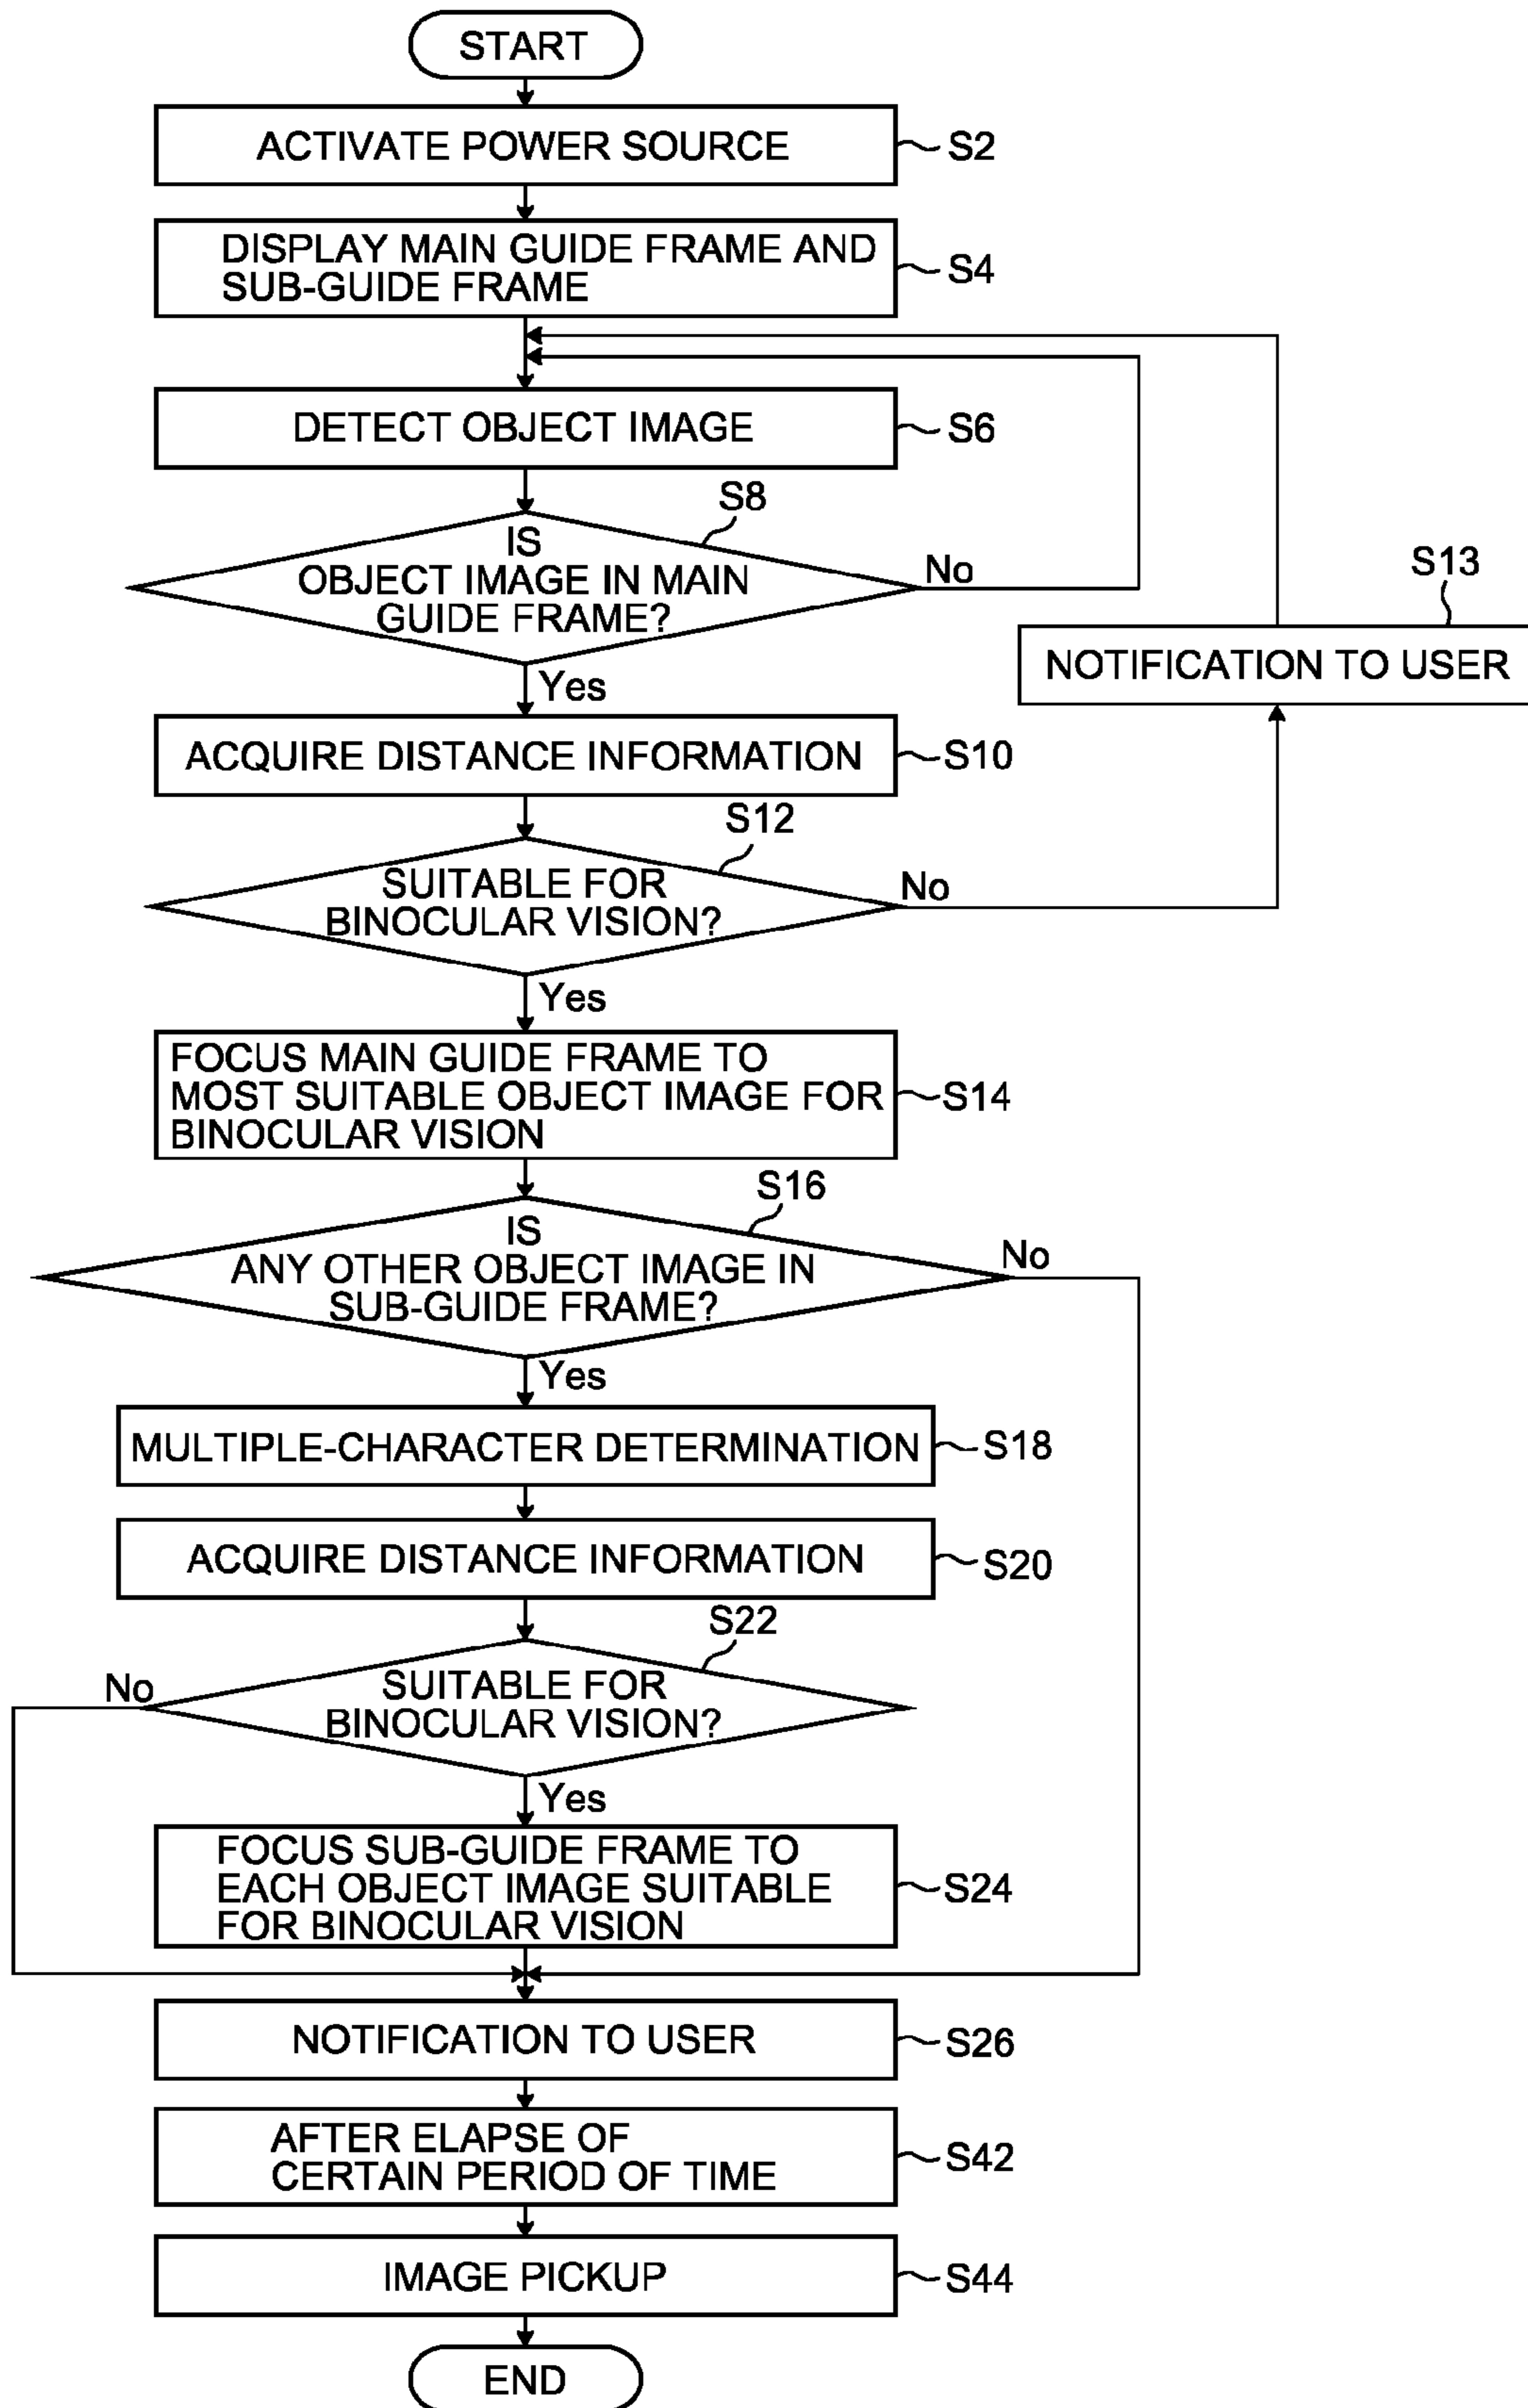 START
ACTIVATE POWER SOURCE
S2
DISPLAY MAIN GUIDE FRAME AND
SUB-GUIDE FRAME
S4
DETECT OBJECT IMAGE
S6
S8
IS
OBJECT IMAGE IN MAIN
GUIDE FRAME?
No
Yes
S13
NOTIFICATION TO USER
ACQUIRE DISTANCE INFORMATION
S10
S12
SUITABLE FOR
BINOCULAR VISION?
No
Yes
FOCUS MAIN GUIDE FRAME TO
MOST SUITABLE OBJECT IMAGE FOR
BINOCULAR VISION
S14
S16
IS
ANY OTHER OBJECT IMAGE IN
SUB-GUIDE FRAME?
No
Yes
MULTIPLE-CHARACTER DETERMINATION
S18
ACQUIRE DISTANCE INFORMATION
S20
S22
SUITABLE FOR
BINOCULAR VISION?
No
Yes
FOCUS SUB-GUIDE FRAME TO
EACH OBJECT IMAGE SUITABLE
FOR BINOCULAR VISION
S24
NOTIFICATION TO USER
S26
AFTER ELAPSE OF
CERTAIN PERIOD OF TIME
S42
IMAGE PICKUP
S44
END